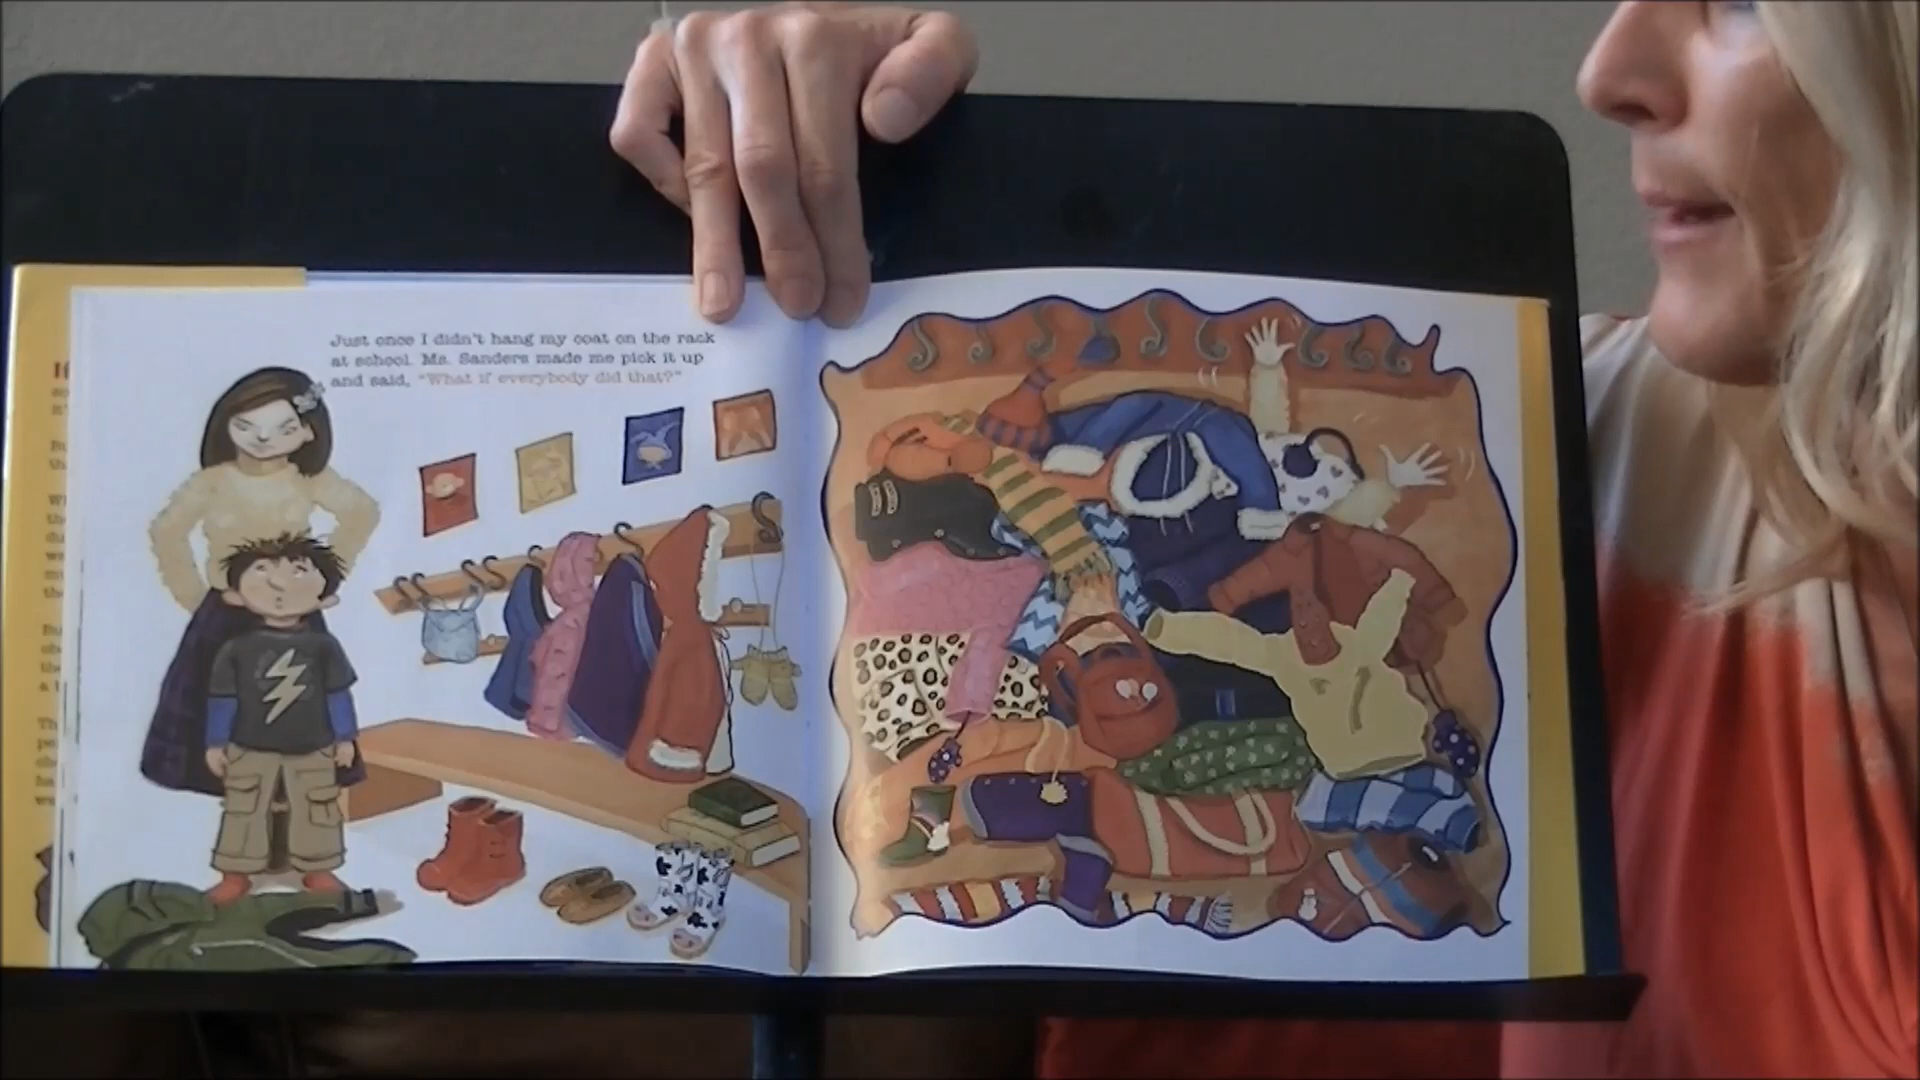 Just once I didn't hang my coat on the rack
at school. Ms. Sanders made me pick it up
and said, "What if everybody did that?"
If